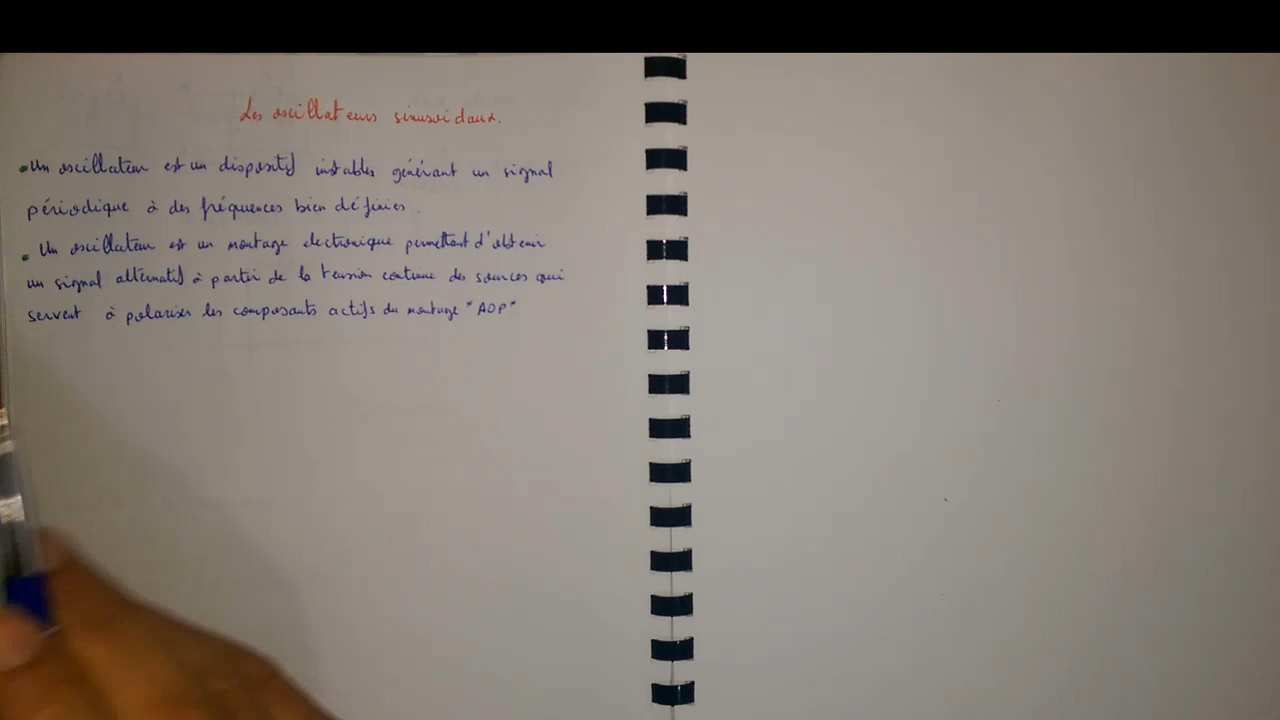 Les oscillateurs sinusoidaux.
• Un oscillateur est un dispositif instables générant un signal
périodique à des fréquences bien définies.
• Un oscillateur est un montage electronique permettant d'obtenir
un signal alternatif à partir de la tension continue des sources qui
servent à polariser les composants actifs du montage "AOP"